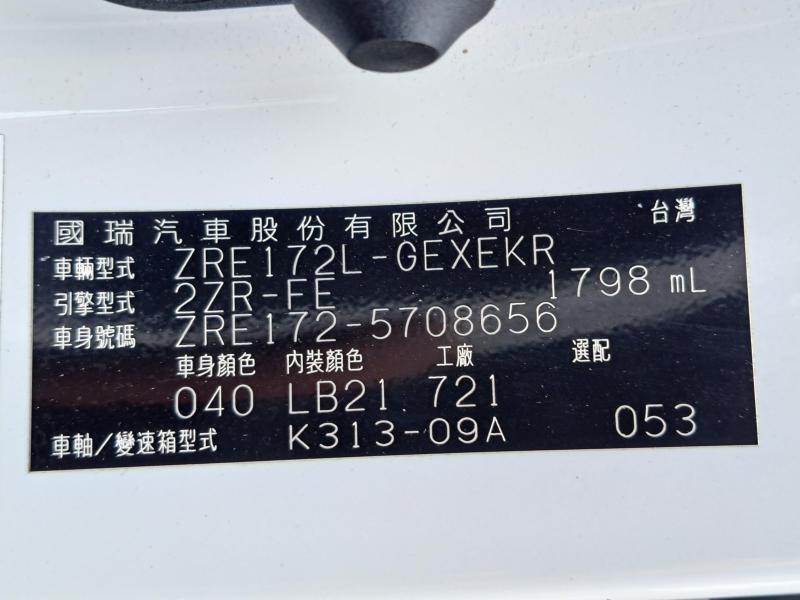 國瑞汽車股份有限公司 台灣
車輛型式 ZRE172L-GEXEKR
引擎型式 2ZR-FE 1798 mL
車身號碼 ZRE172-5708656
車身顏色 內裝顏色 工廠 選配
040 LB21 721 053
車軸/變速箱型式 K313-09A